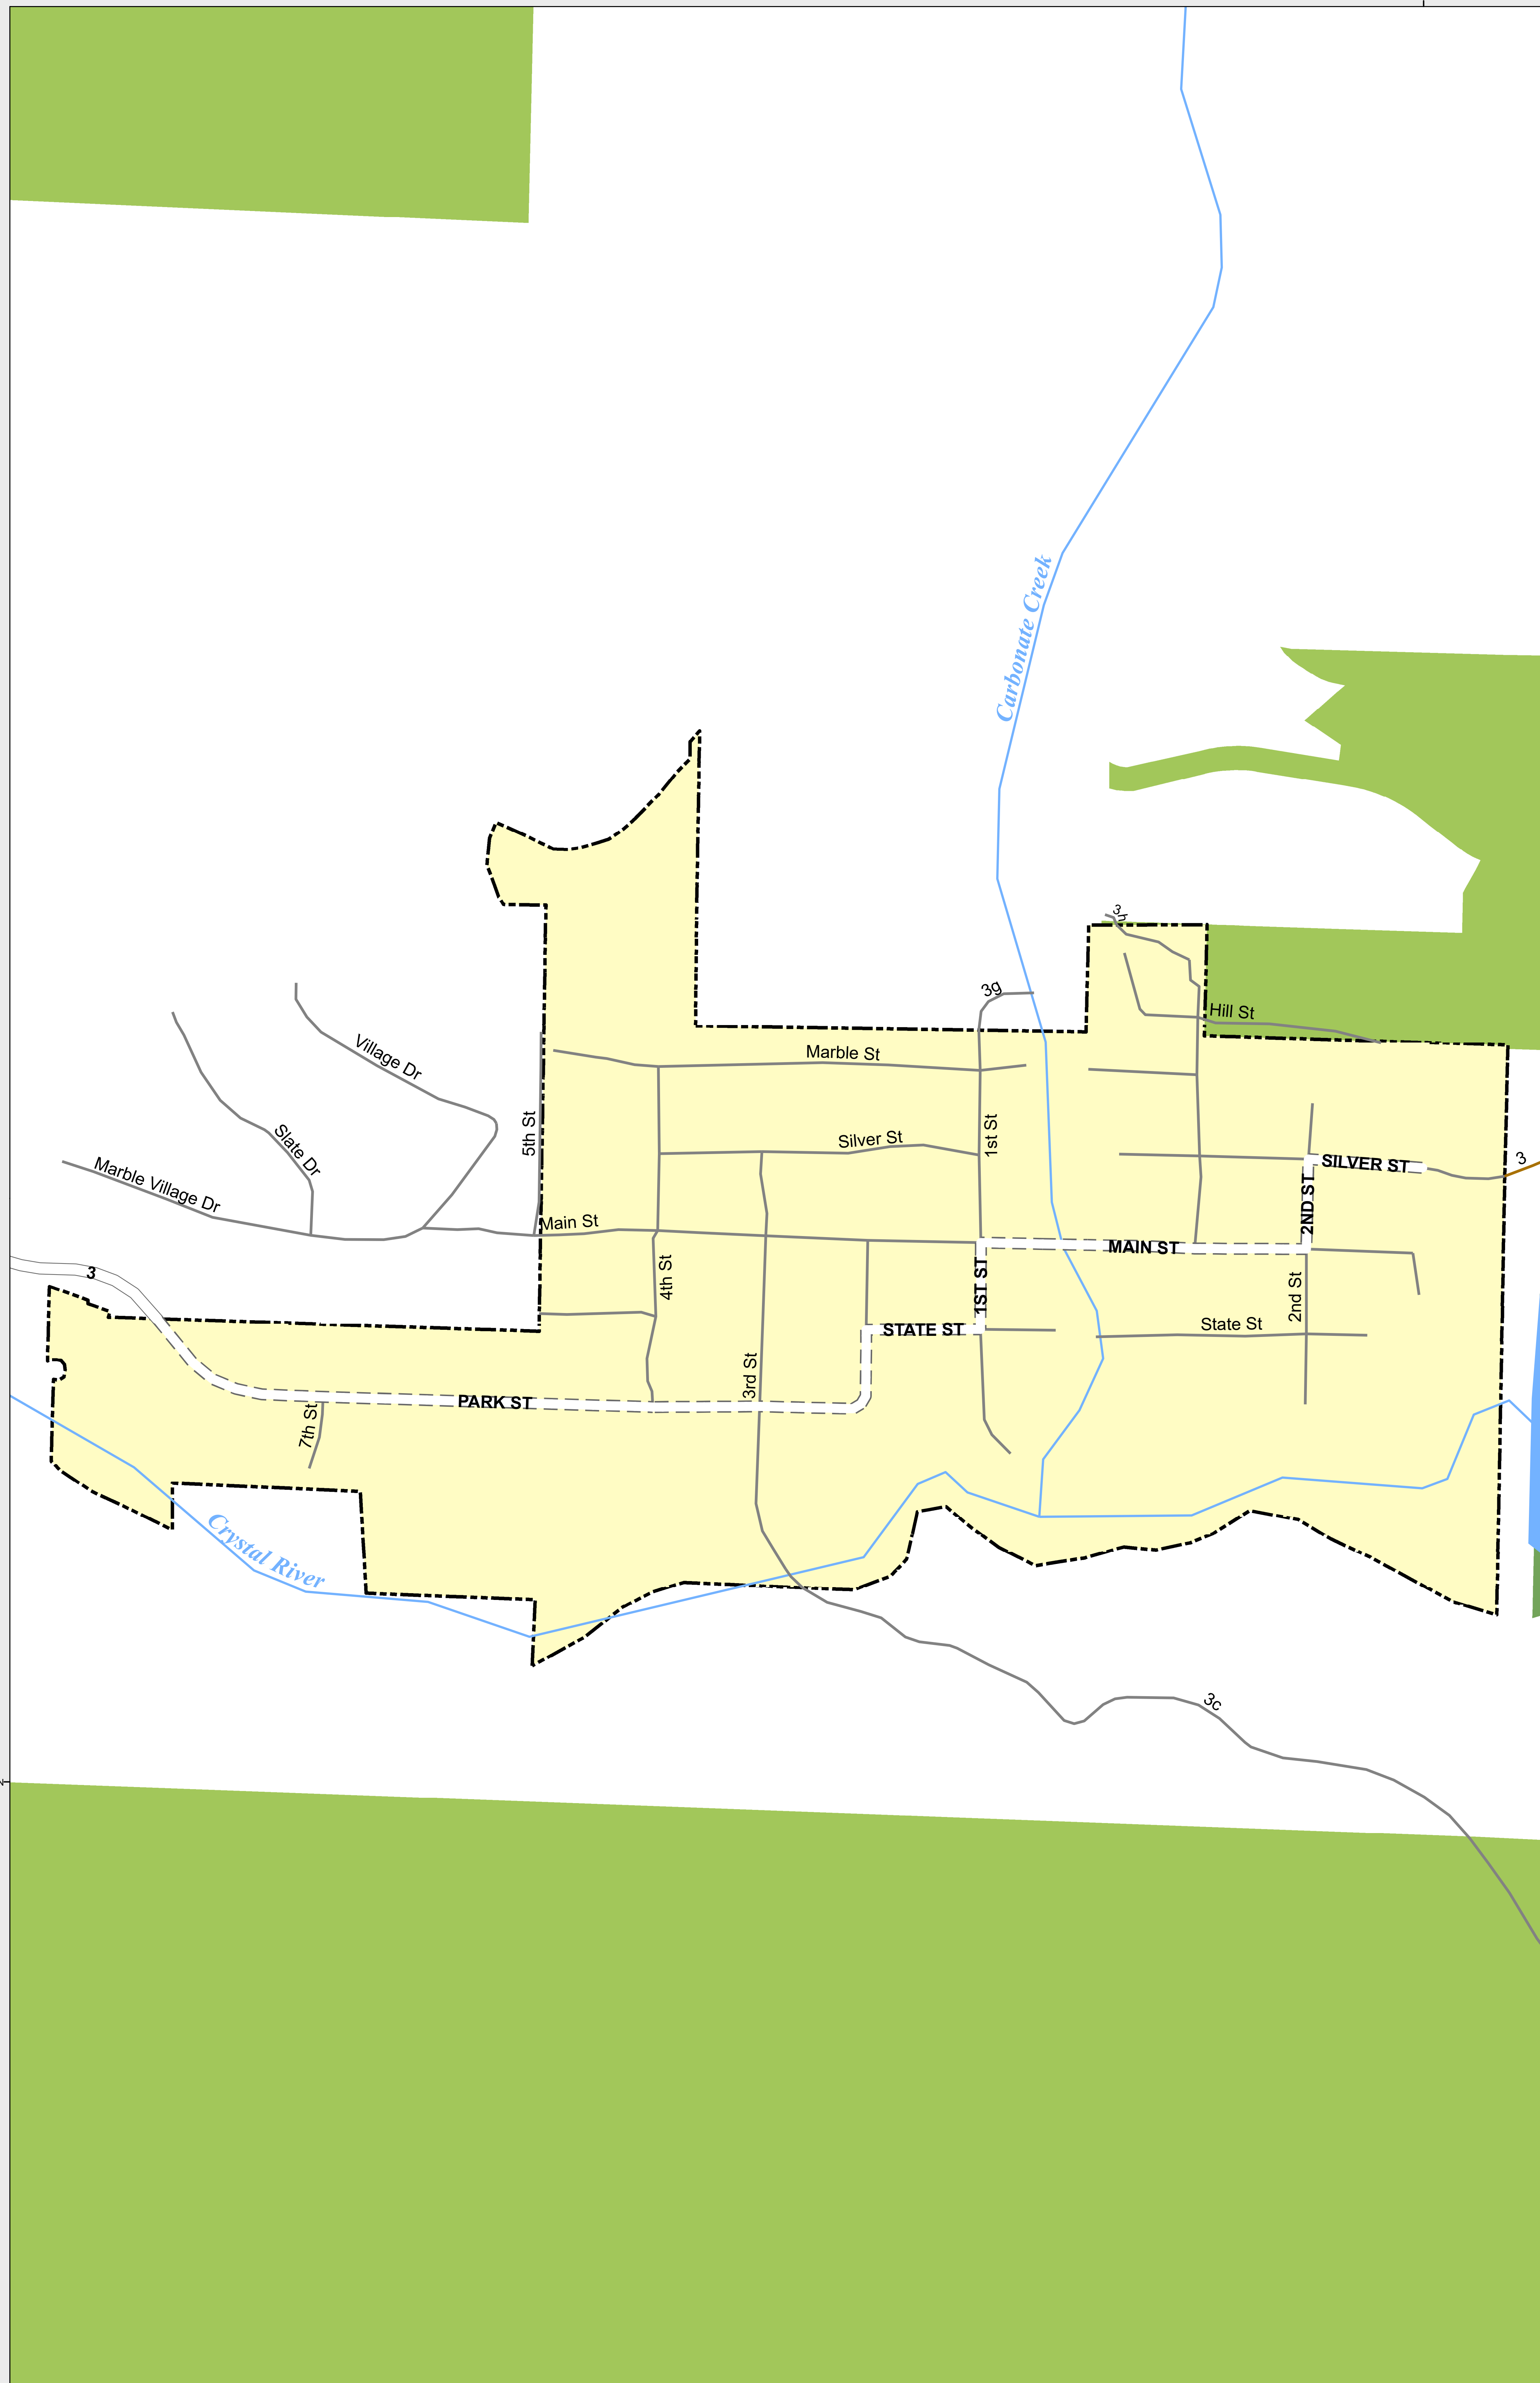 Carbonate Creek
3h
3g
Hill St
Village Dr
Marble St
5th St
Slate Dr
Silver St
1st St
Marble Village Dr
SILVER ST
3
2ND ST
Main St
MAIN ST
3
4th St
1ST ST
2nd St
STATE ST
State St
3rd St
PARK ST
7th St
Crystal River
3c